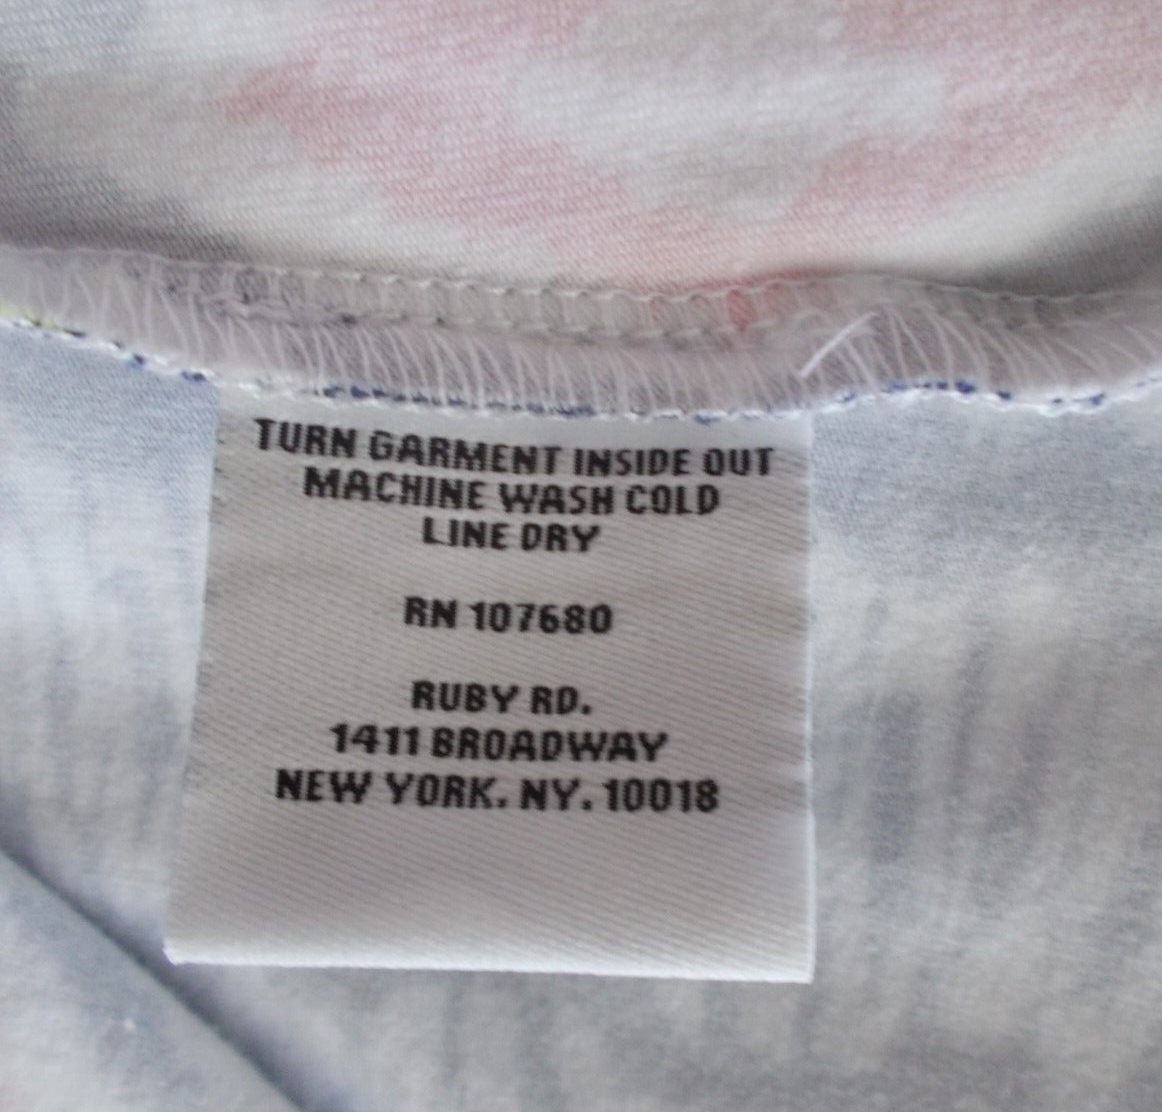 TURN GARMENT INSIDE OUT
MACHINE WASH COLD
LINE DRY
RN 107680
RUBY RD.
1411 BROADWAY
NEW YORK. NY. 10018